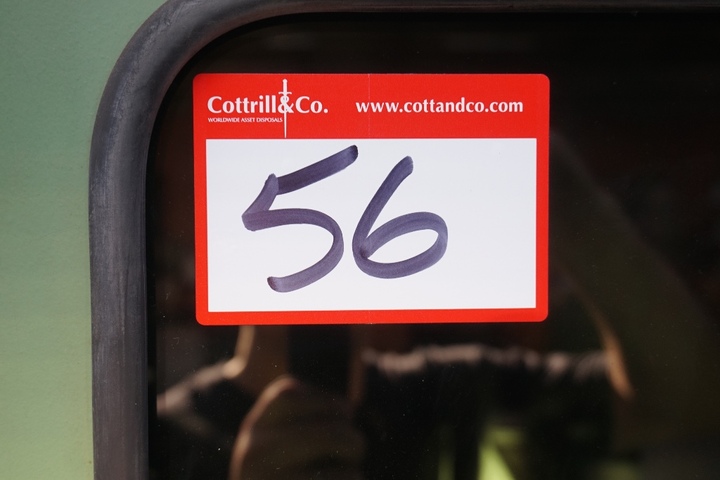 Cottrill&Co. www.cottandco.com
WORLDWIDE ASSET DISPOSALS
56